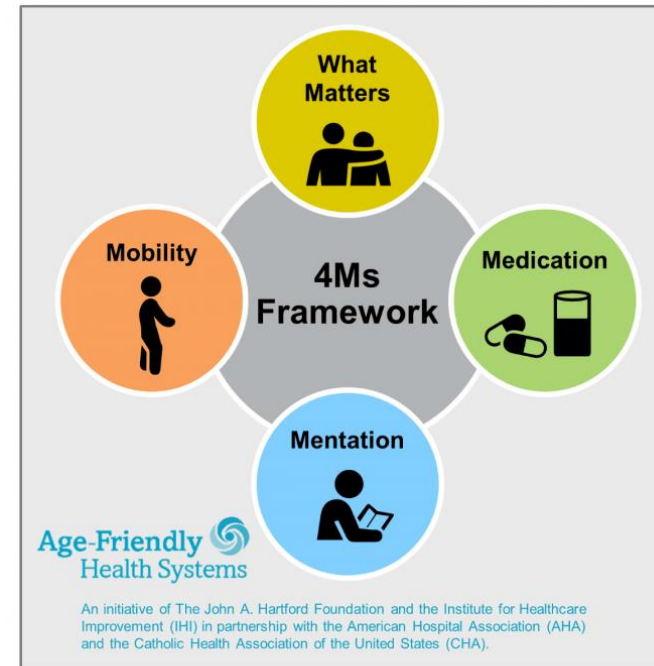 What
Matters
Mobility
4Ms
Framework
Medication
Mentation
Age-Friendly
Health Systems
An initiative of The John A. Hartford Foundation and the Institute for Healthcare
Improvement (IHI) in partnership with the American Hospital Association (AHA)
and the Catholic Health Association of the United States (CHA).